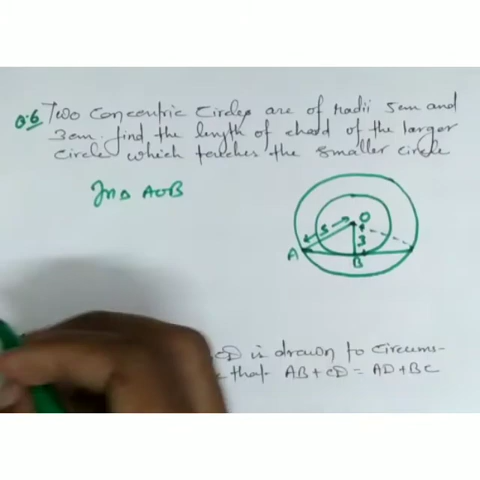 Q.6 Two concentric circles are of radii 5cm and
3cm. find the length of chord of the larger
circle which touches the smaller circle
In Δ AOB
O
5
3
A
B
CD is drawn to circums-
that AB + CD = AD + BC